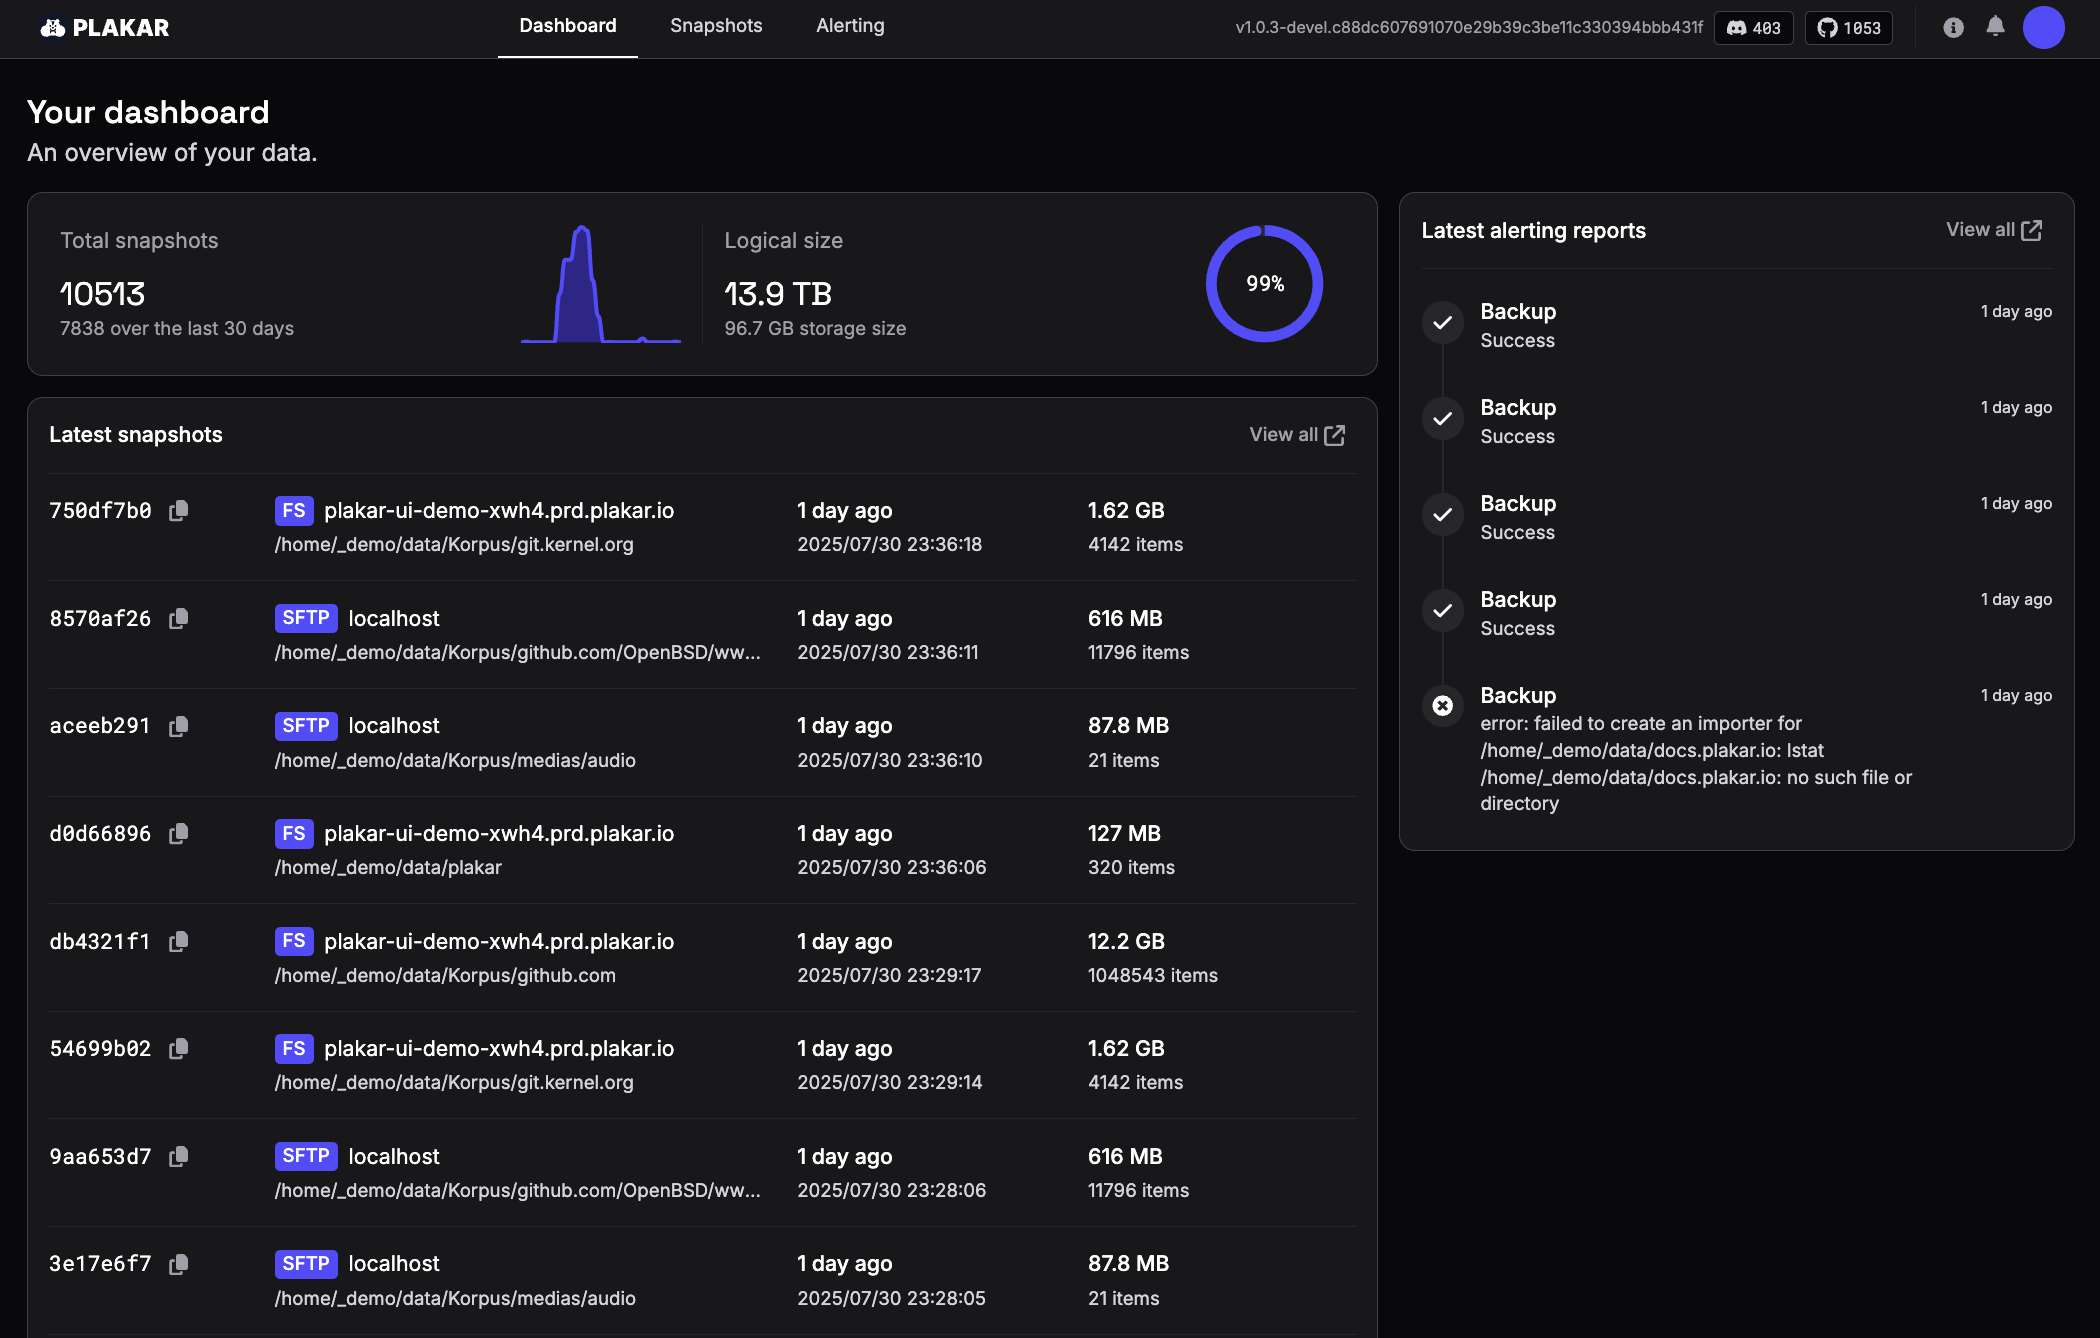 PLAKAR
Dashboard
Snapshots
Alerting
v1.0.3-devel.c88dc607691070e29b39c3be11c330394bbb431f
403
1053
Your dashboard
An overview of your data.
Total snapshots
10513
7838 over the last 30 days
Logical size
13.9 TB
96.7 GB storage size
99%
Latest snapshots
View all
750df7b0
FS plakar-ui-demo-xwh4.prd.plakar.io
/home/_demo/data/Korpus/git.kernel.org
1 day ago
2025/07/30 23:36:18
1.62 GB
4142 items
8570af26
SFTP localhost
/home/_demo/data/Korpus/github.com/OpenBSD/ww...
1 day ago
2025/07/30 23:36:11
616 MB
11796 items
aceeb291
SFTP localhost
/home/_demo/data/Korpus/medias/audio
1 day ago
2025/07/30 23:36:10
87.8 MB
21 items
d0d66896
FS plakar-ui-demo-xwh4.prd.plakar.io
/home/_demo/data/plakar
1 day ago
2025/07/30 23:36:06
127 MB
320 items
db4321f1
FS plakar-ui-demo-xwh4.prd.plakar.io
/home/_demo/data/Korpus/github.com
1 day ago
2025/07/30 23:29:17
12.2 GB
1048543 items
54699b02
FS plakar-ui-demo-xwh4.prd.plakar.io
/home/_demo/data/Korpus/git.kernel.org
1 day ago
2025/07/30 23:29:14
1.62 GB
4142 items
9aa653d7
SFTP localhost
/home/_demo/data/Korpus/github.com/OpenBSD/ww...
1 day ago
2025/07/30 23:28:06
616 MB
11796 items
3e17e6f7
SFTP localhost
/home/_demo/data/Korpus/medias/audio
1 day ago
2025/07/30 23:28:05
87.8 MB
21 items
Latest alerting reports
View all
Backup
1 day ago
Success
Backup
1 day ago
Success
Backup
1 day ago
Success
Backup
1 day ago
Success
Backup
1 day ago
error: failed to create an importer for
/home/_demo/data/docs.plakar.io: lstat
/home/_demo/data/docs.plakar.io: no such file or
directory